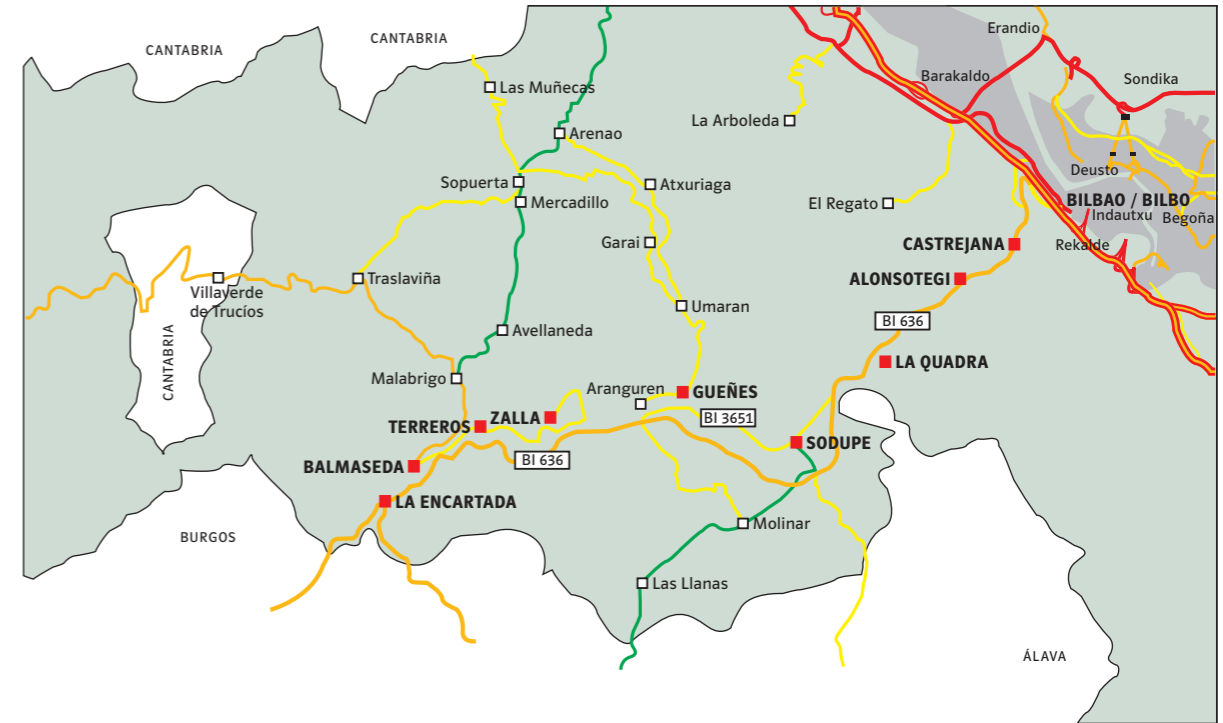 CANTABRIA
CANTABRIA
Erandio
Barakaldo
Sondika
Las Muñecas
La Arboleda
Arenao
Deusto
Sopuerta
Atxuriaga
Mercadillo
El Regato
BILBAO / BILBO
Indautxu
Begoña
Garai
CASTREJANA
Rekalde
Traslaviña
ALONSOTEGI
Villaverde
de Trucíos
Umaran
BI 636
Avellaneda
CANTABRIA
LA QUADRA
Malabrigo
Aranguren
GUEÑES
ZALLA
BI 3651
TERREROS
SODUPE
BI 636
BALMASEDA
LA ENCARTADA
Molinar
BURGOS
Las Llanas
ÁLAVA